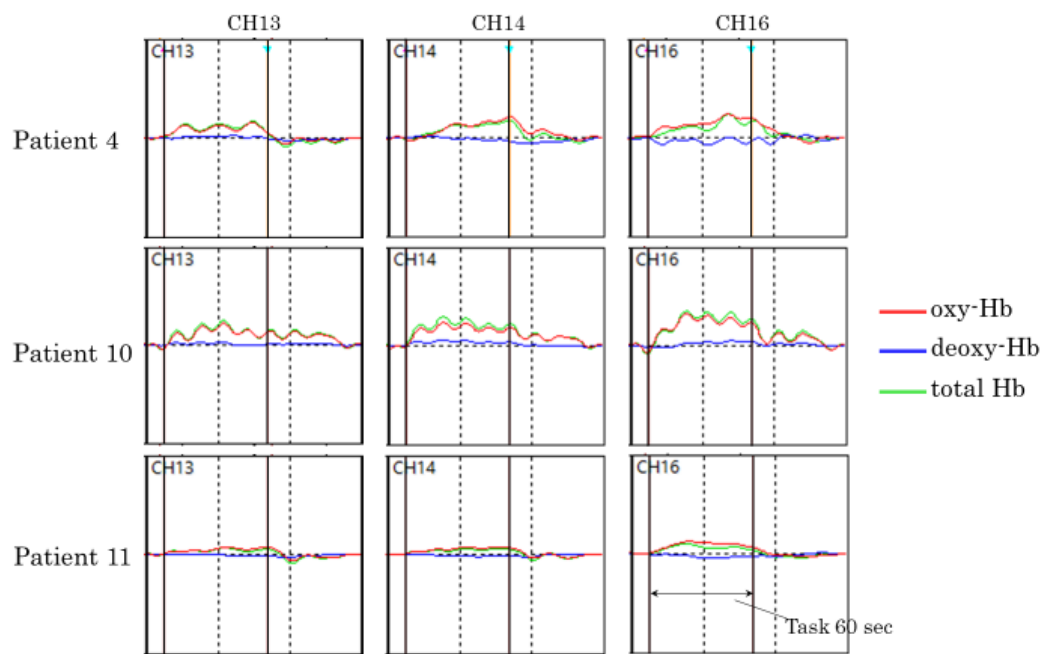 CH13 CH14 CH16
CH13 CH14 CH16
Patient 4
CH13 CH14 CH16
Patient 10
oxy-Hb
deoxy-Hb
total Hb
CH13 CH14 CH16
Patient 11
Task 60 sec